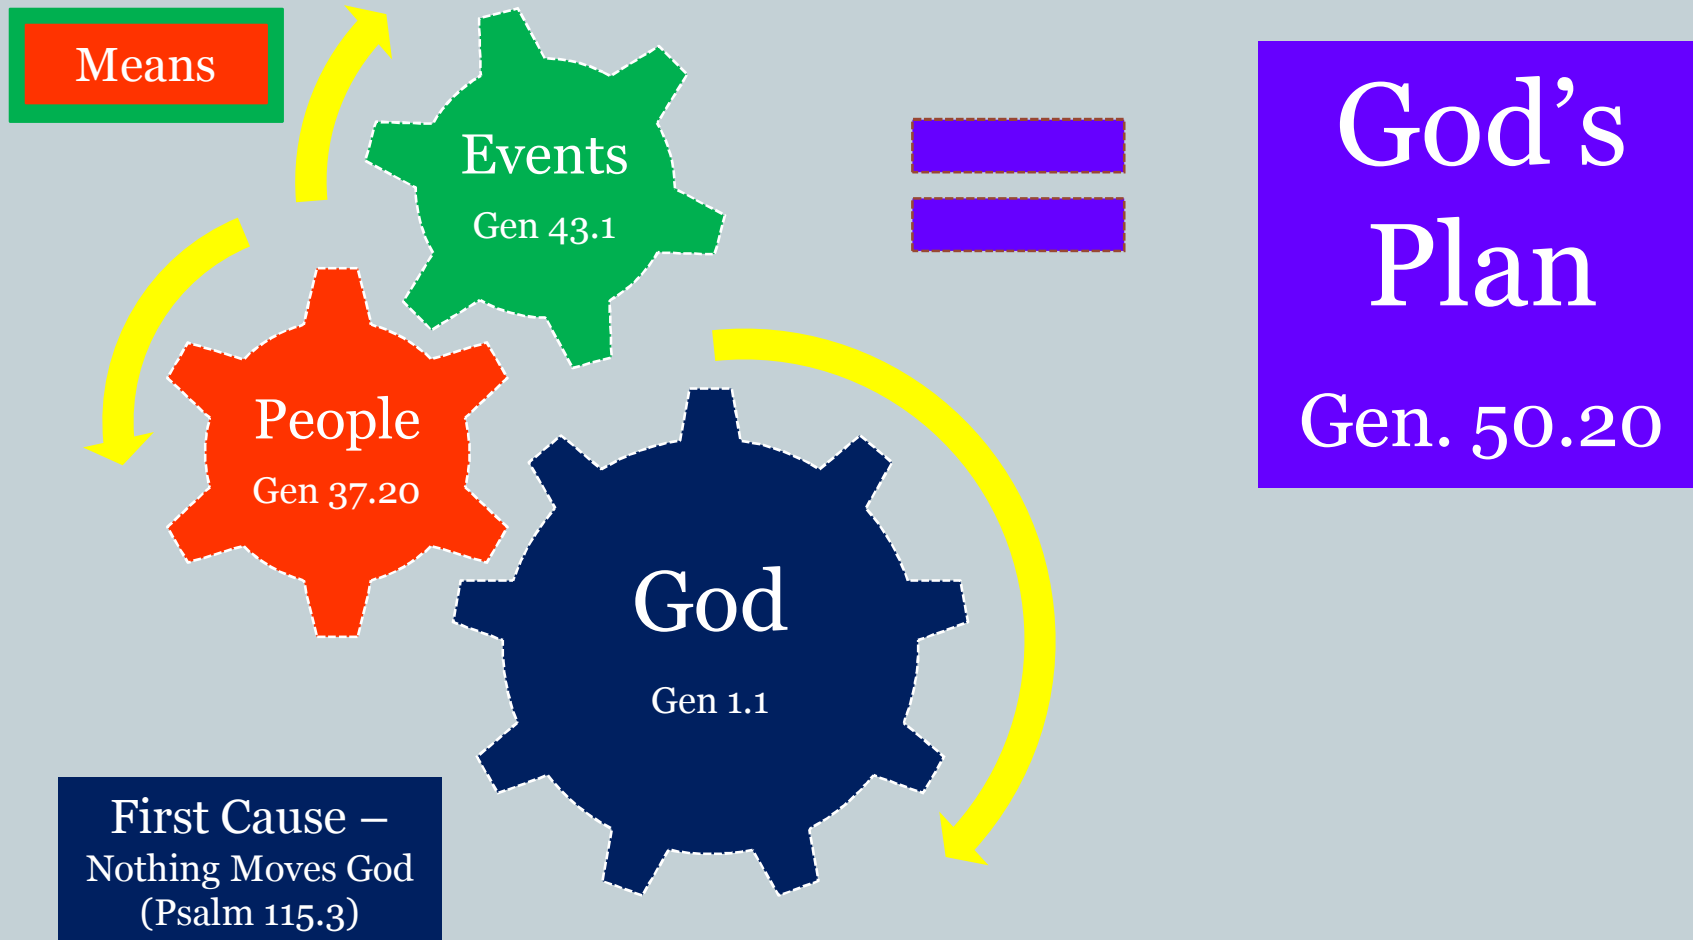 Means
Events
Gen 43.1
God’s
Plan
Gen. 50.20
People
Gen 37.20
God
Gen 1.1
First Cause –
Nothing Moves God
(Psalm 115.3)